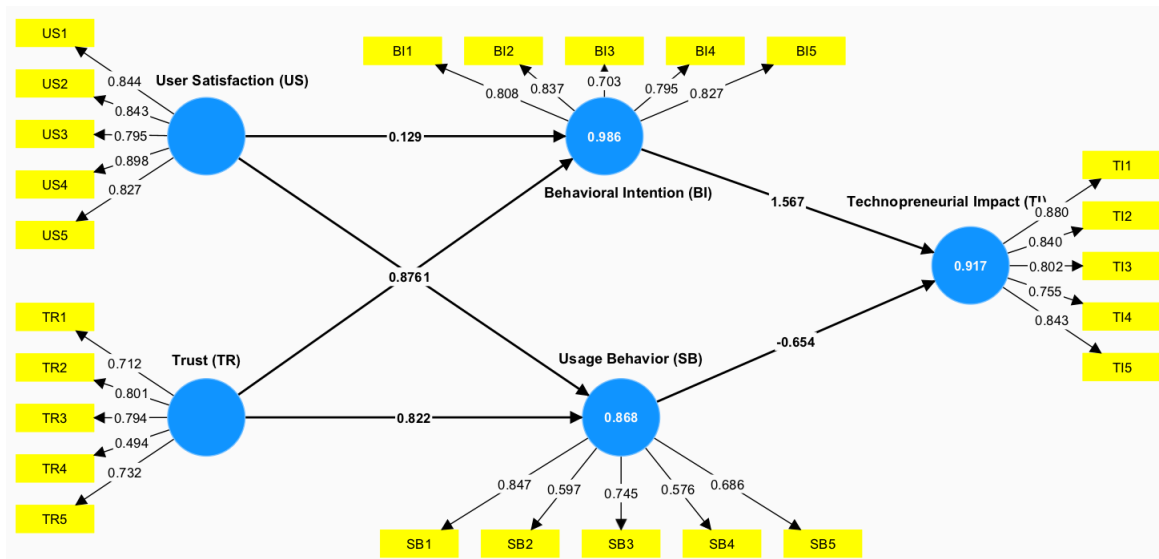 US1
US2
US3
US4
US5
0.844
0.843
0.795
0.898
0.827
User Satisfaction (US)
BI1
BI2
BI3
BI4
BI5
0.808
0.837
0.703
0.795
0.827
0.129
0.986
Behavioral Intention (BI)
1.567
Technopreneurial Impact (TI)
0.917
0.880
0.840
0.802
0.755
0.843
TI1
TI2
TI3
TI4
TI5
0.8761
TR1
TR2
TR3
TR4
TR5
0.712
0.801
0.794
0.494
0.732
Trust (TR)
0.822
Usage Behavior (SB)
0.868
-0.654
0.847
0.597
0.745
0.576
0.686
SB1
SB2
SB3
SB4
SB5